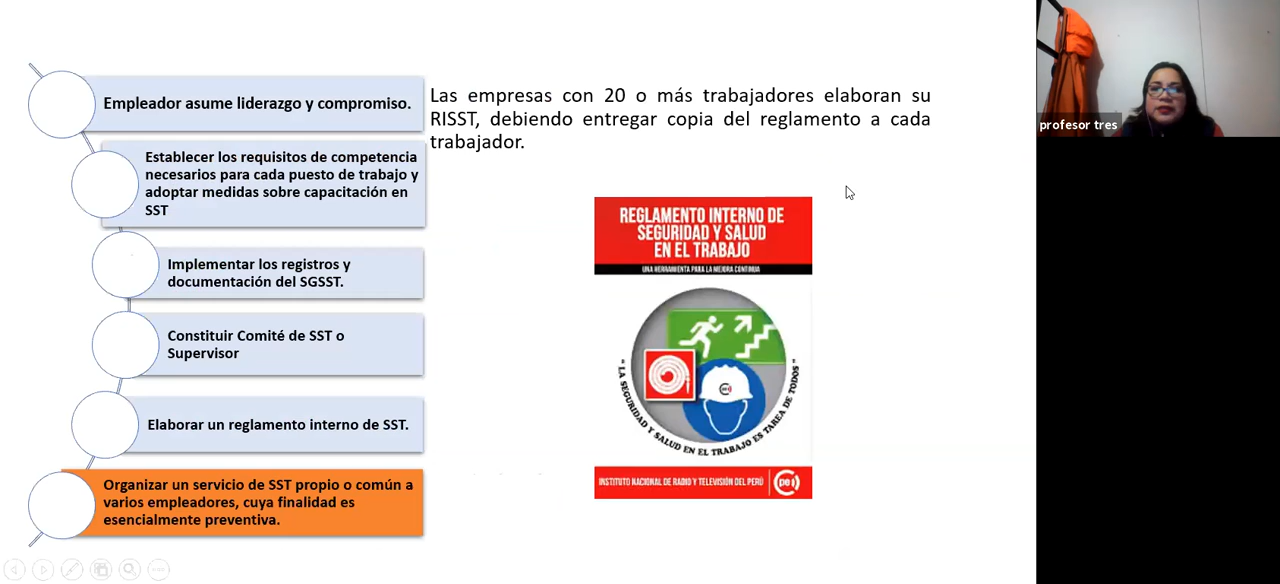 Empleador asume liderazgo y compromiso.
Establecer los requisitos de competencia
necesarios para cada puesto de trabajo y
adoptar medidas sobre capacitación en
SST
Implementar los registros y
documentación del SGSST.
Constituir Comité de SST o
Supervisor
Elaborar un reglamento interno de SST.
Organizar un servicio de SST propio o común a
varios empleadores, cuya finalidad es
esencialmente preventiva.
Las empresas con 20 o más trabajadores elaboran su
RISST, debiendo entregar copia del reglamento a cada
trabajador.
REGLAMENTO INTERNO DE
SEGURIDAD Y SALUD
EN EL TRABAJO
UNA HERRAMIENTA PARA LA MEJORA CONTINUA
"LA SEGURIDAD Y SALUD EN EL TRABAJO ES TAREA DE TODOS"
INSTITUTO NACIONAL DE RADIO Y TELEVISIÓN DEL PERÚ
profesor tres